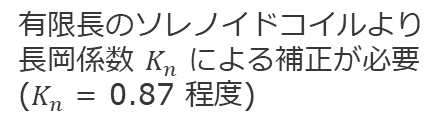 有限長のソレノイドコイルより
長岡係数 Kn による補正が必要
(Kn = 0.87 程度)